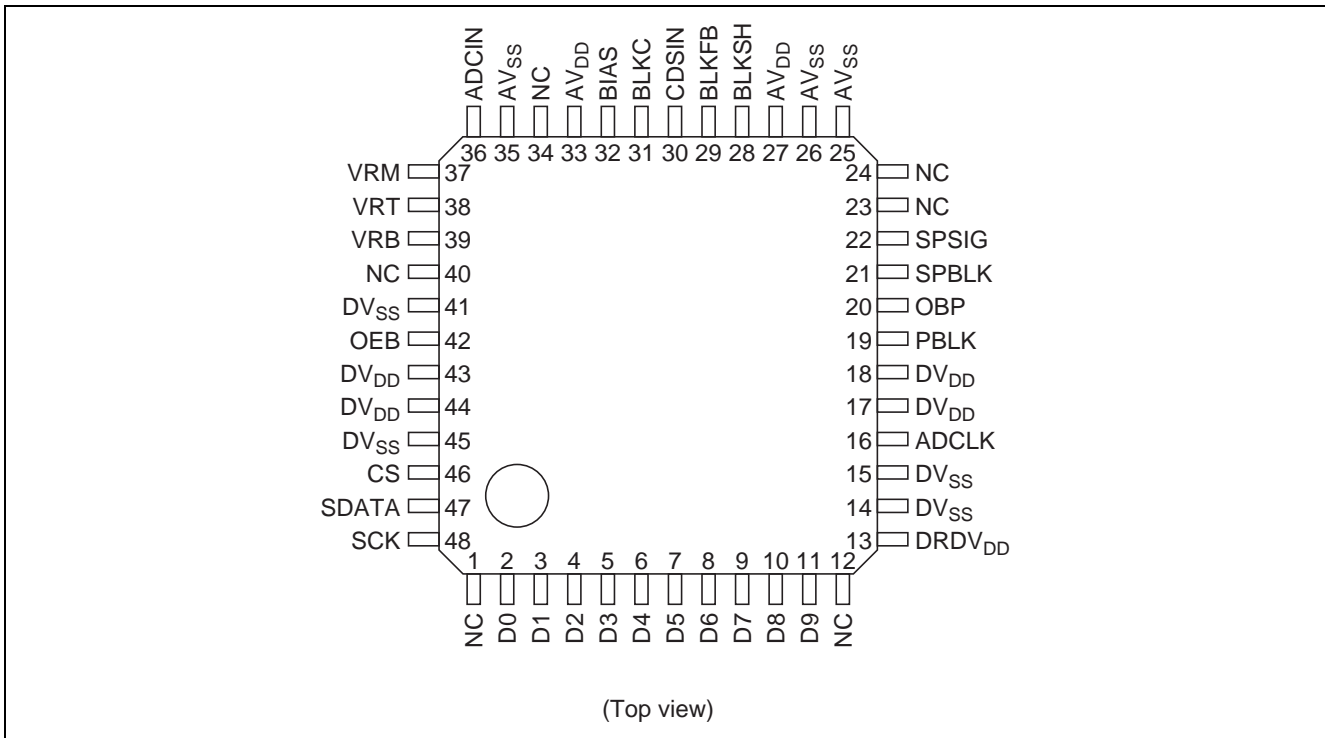 ADCIN
AVSS
NC
AVDD
BIAS
BLKC
CDSIN
BLKFB
BLKSH
AVDD
AVSS
AVSS
36 35 34 33 32 31 30 29 28 27 26 25
VRM 37
VRT 38
VRB 39
NC 40
DVSS 41
OEB 42
DVDD 43
DVDD 44
DVSS 45
CS 46
SDATA 47
SCK 48
24 NC
23 NC
22 SPSIG
21 SPBLK
20 OBP
19 PBLK
18 DVDD
17 DVDD
16 ADCLK
15 DVSS
14 DVSS
13 DRDVDD
1 2 3 4 5 6 7 8 9 10 11 12
NC
D0
D1
D2
D3
D4
D5
D6
D7
D8
D9
NC
(Top view)